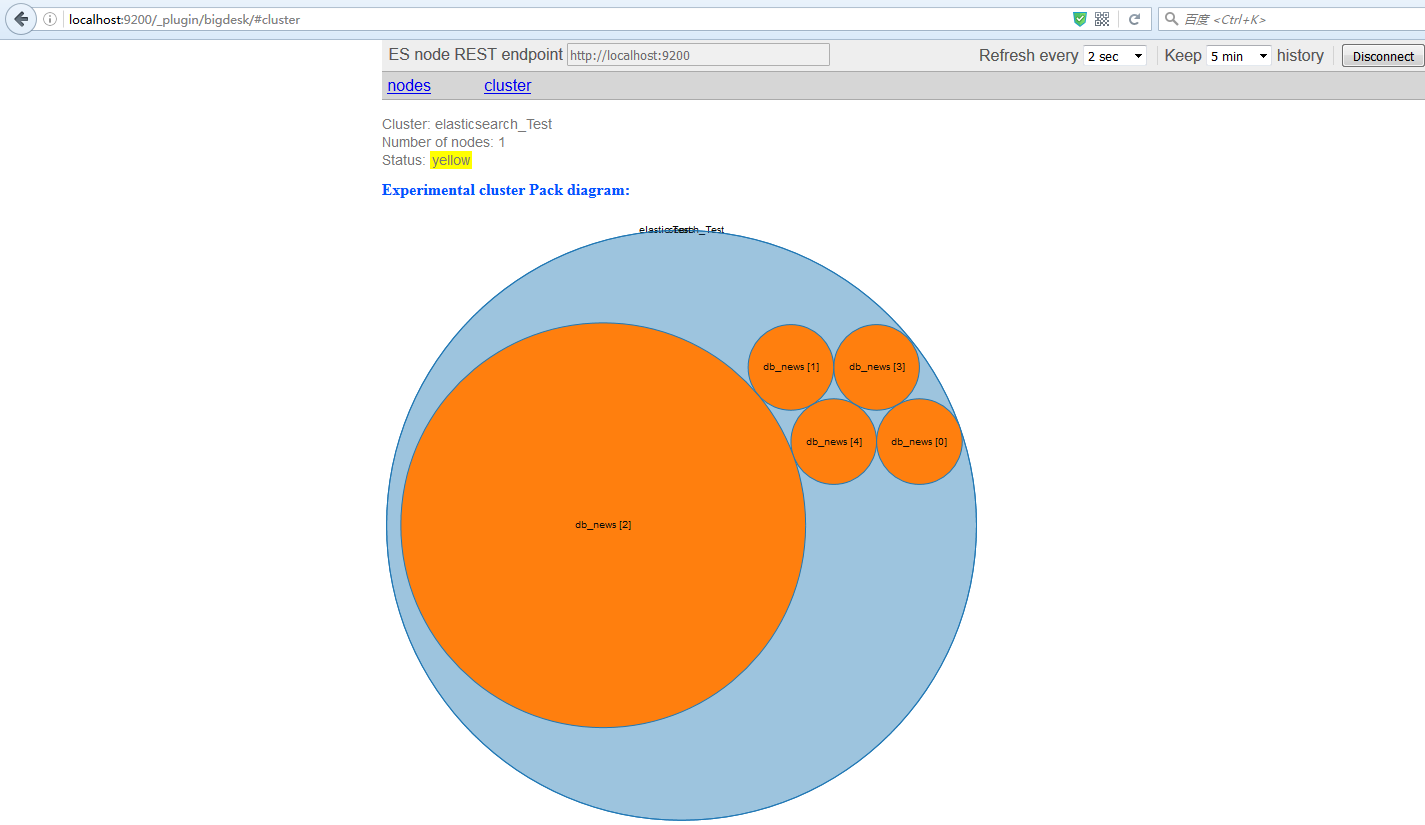 localhost:9200/_plugin/bigdesk/#cluster
百度 <Ctrl+K>
ES node REST endpoint http://localhost:9200 Refresh every 2 sec Keep 5 min history Disconnect
nodes cluster
Cluster: elasticsearch_Test
Number of nodes: 1
Status: yellow
Experimental cluster Pack diagram:
elasticsearch_Test
db_news [1] db_news [3]
db_news [4] db_news [0]
db_news [2]